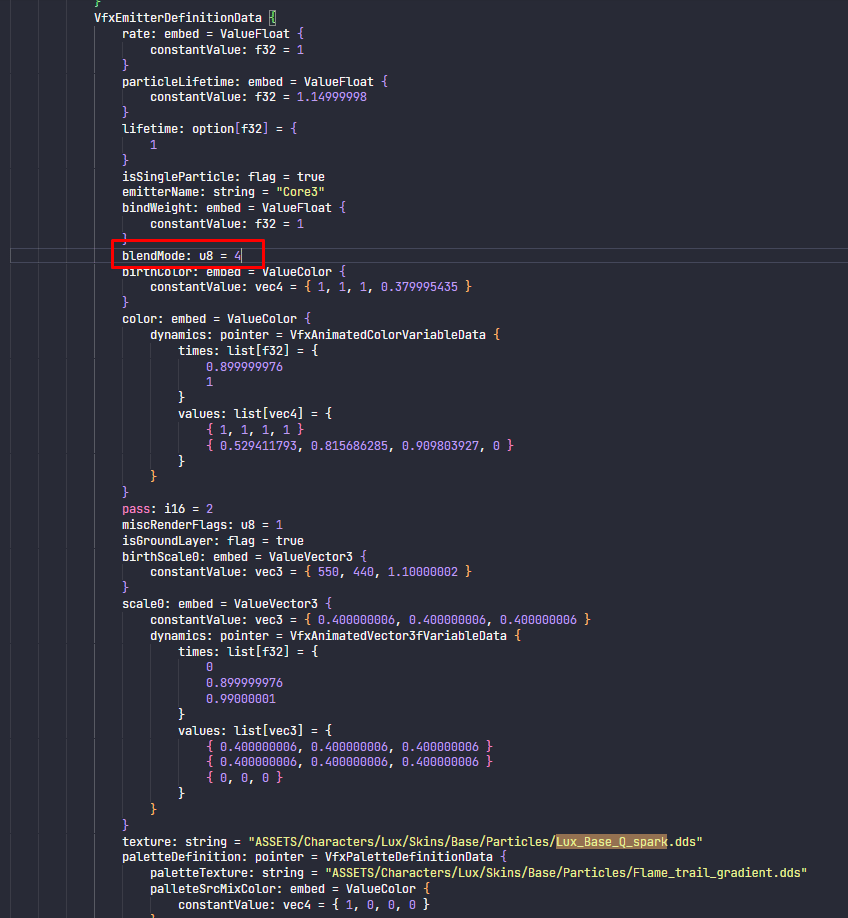 }
VfxEmitterDefinitionData {
rate: embed = ValueFloat {
constantValue: f32 = 1
}
particleLifetime: embed = ValueFloat {
constantValue: f32 = 1.14999998
}
lifetime: option[f32] = {
1
}
isSingleParticle: flag = true
emitterName: string = "Core3"
bindWeight: embed = ValueFloat {
constantValue: f32 = 1
}
blendMode: u8 = 4
birthColor: embed = ValueColor {
constantValue: vec4 = { 1, 1, 1, 0.379995435 }
}
color: embed = ValueColor {
dynamics: pointer = VfxAnimatedColorVariableData {
times: list[f32] = {
0.899999976
1
}
values: list[vec4] = {
{ 1, 1, 1, 1 }
{ 0.529411793, 0.815686285, 0.909803927, 0 }
}
}
}
pass: i16 = 2
miscRenderFlags: u8 = 1
isGroundLayer: flag = true
birthScale0: embed = ValueVector3 {
constantValue: vec3 = { 550, 440, 1.10000002 }
}
scale0: embed = ValueVector3 {
constantValue: vec3 = { 0.400000006, 0.400000006, 0.400000006 }
dynamics: pointer = VfxAnimatedVector3fVariableData {
times: list[f32] = {
0
0.899999976
0.99000001
}
values: list[vec3] = {
{ 0.400000006, 0.400000006, 0.400000006 }
{ 0.400000006, 0.400000006, 0.400000006 }
{ 0, 0, 0 }
}
}
}
texture: string = "ASSETS/Characters/Lux/Skins/Base/Particles/Lux_Base_Q_spark.dds"
paletteDefinition: pointer = VfxPaletteDefinitionData {
paletteTexture: string = "ASSETS/Characters/Lux/Skins/Base/Particles/Flame_trail_gradient.dds"
palleteSrcMixColor: embed = ValueColor {
constantValue: vec4 = { 1, 0, 0, 0 }
}